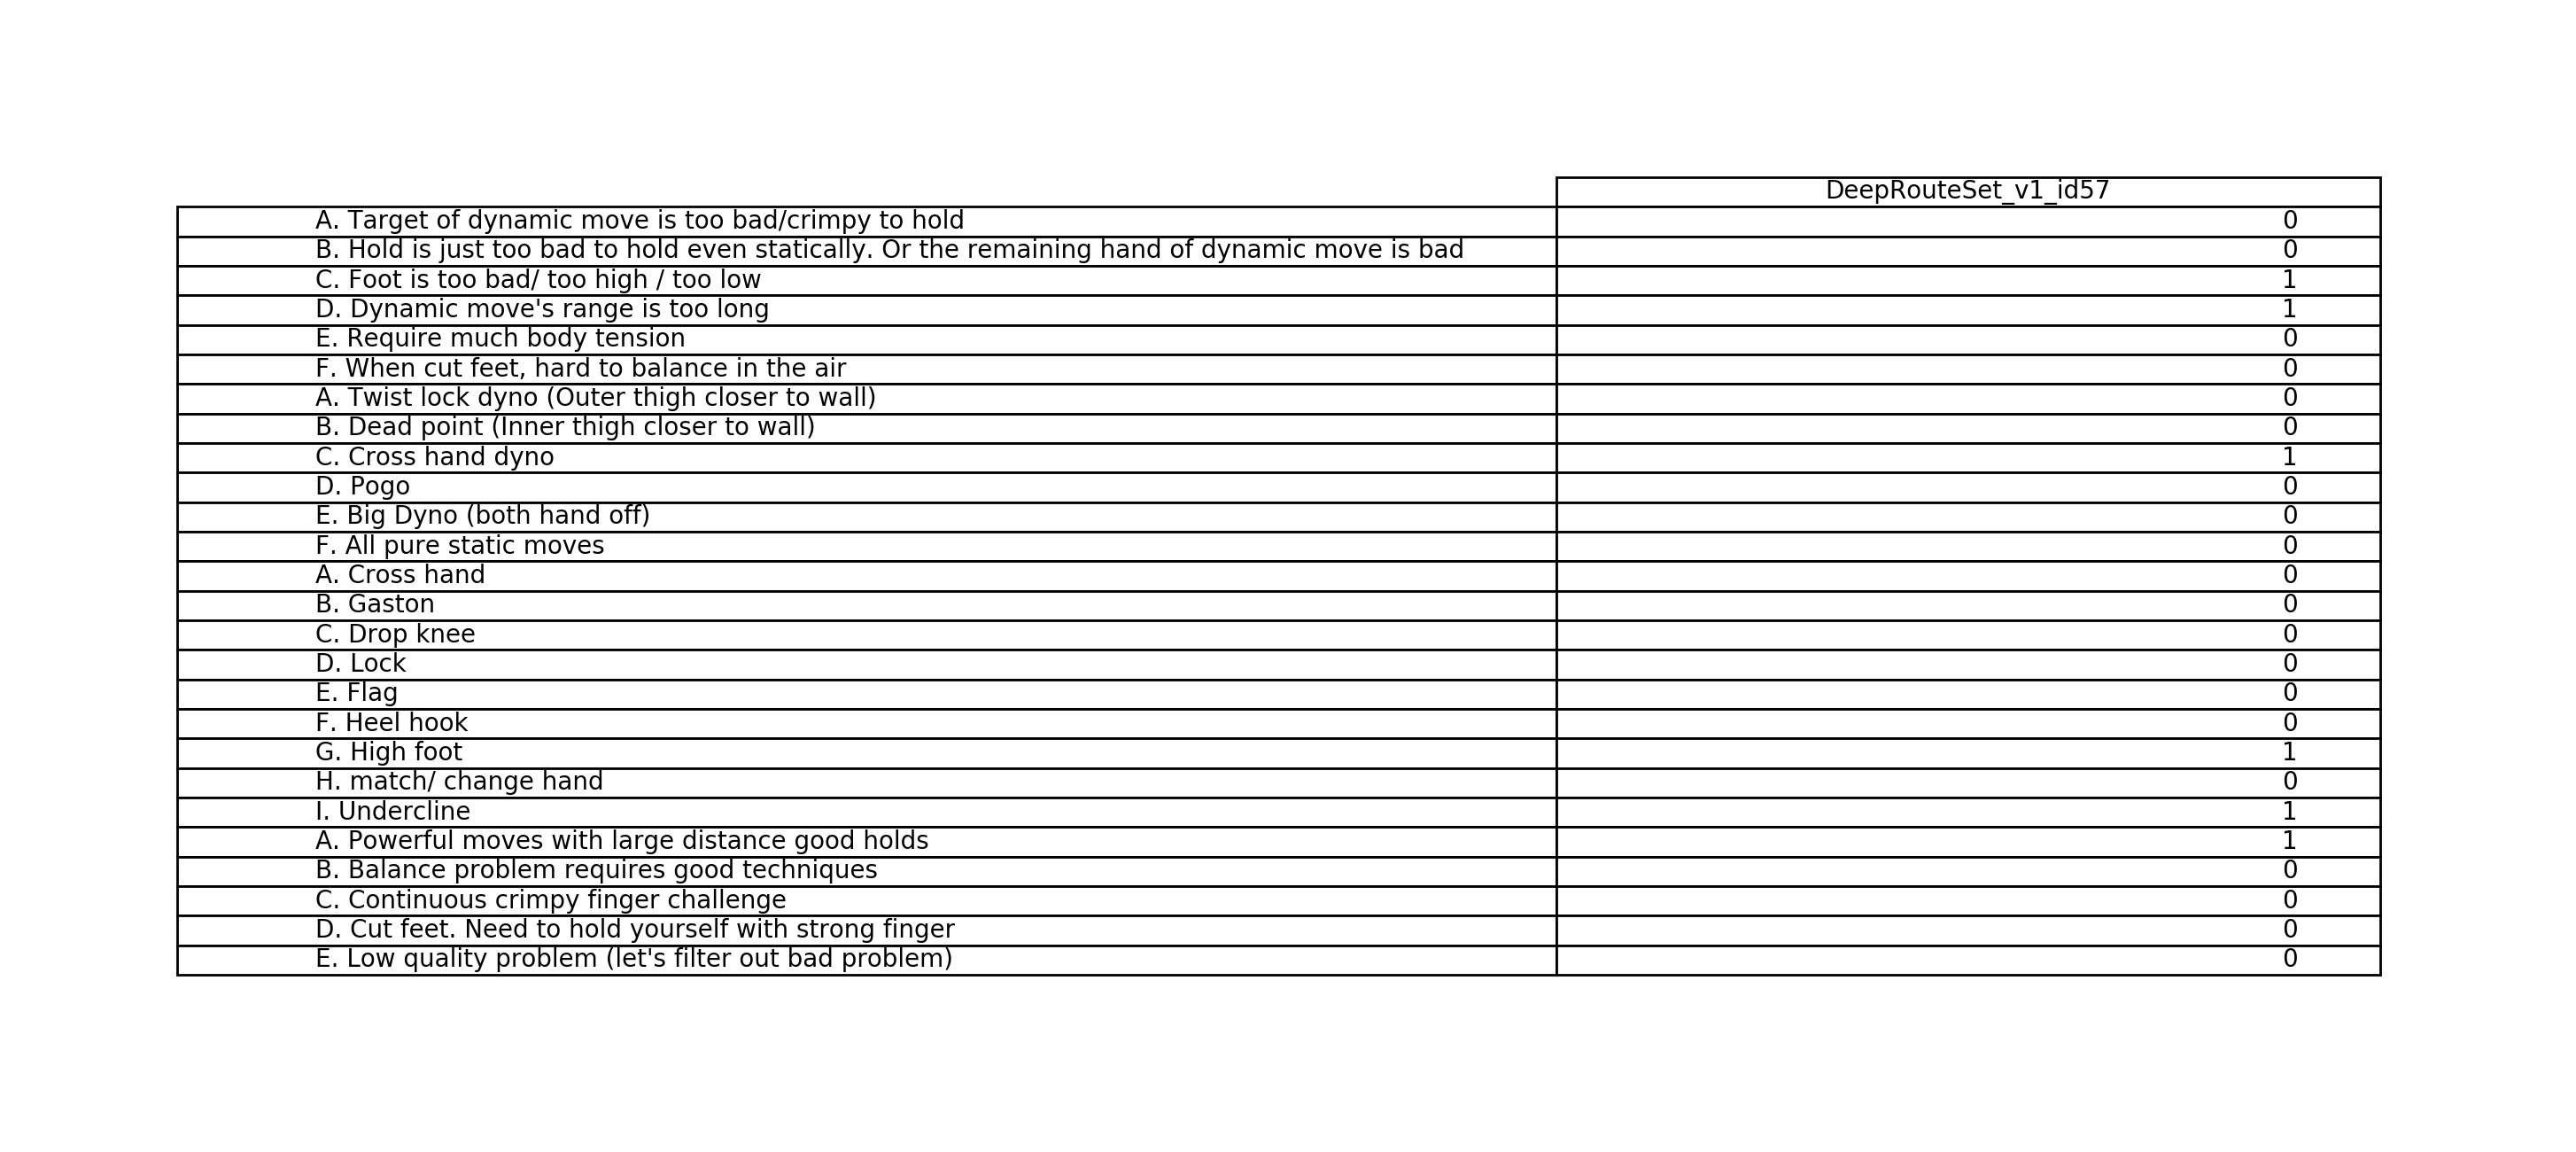 DeepRouteSet_v1_id57
A. Target of dynamic move is too bad/crimpy to hold 0
B. Hold is just too bad to hold even statically. Or the remaining hand of dynamic move is bad 0
C. Foot is too bad/ too high / too low 1
D. Dynamic move's range is too long 1
E. Require much body tension 0
F. When cut feet, hard to balance in the air 0
A. Twist lock dyno (Outer thigh closer to wall) 0
B. Dead point (Inner thigh closer to wall) 0
C. Cross hand dyno 1
D. Pogo 0
E. Big Dyno (both hand off) 0
F. All pure static moves 0
A. Cross hand 0
B. Gaston 0
C. Drop knee 0
D. Lock 0
E. Flag 0
F. Heel hook 0
G. High foot 1
H. match/ change hand 0
I. Undercline 1
A. Powerful moves with large distance good holds 1
B. Balance problem requires good techniques 0
C. Continuous crimpy finger challenge 0
D. Cut feet. Need to hold yourself with strong finger 0
E. Low quality problem (let's filter out bad problem) 0